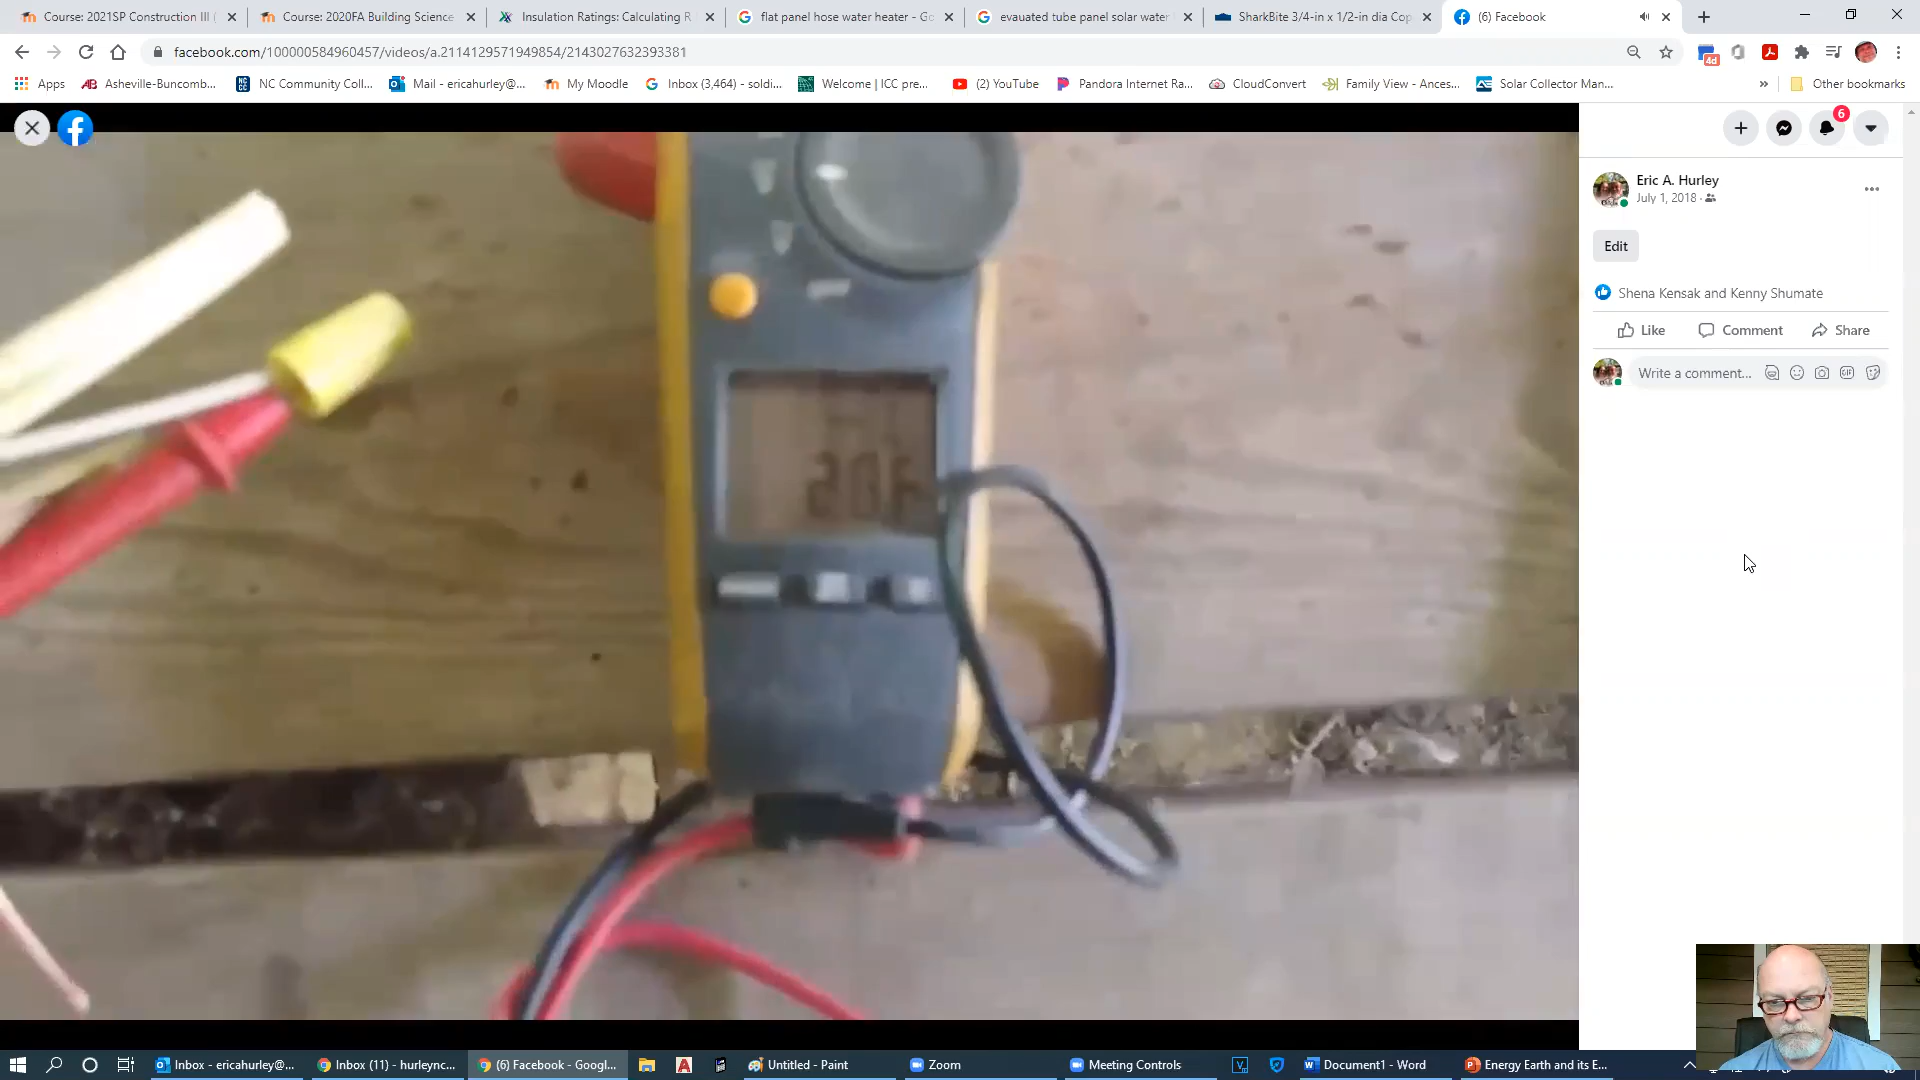 Course: 2021SP Construction III (
Course: 2020FA Building Science
Insulation Ratings: Calculating R
flat panel hose water heater - Go
evauated tube panel solar water
SharkBite 3/4-in x 1/2-in dia Cop
(6) Facebook
facebook.com/100000584960457/videos/a.2114129571949854/2143027632393381
4d
Apps
Asheville-Buncomb...
NC Community Coll...
Mail - ericahurley@...
My Moodle
Inbox (3,464) - soldi...
Welcome | ICC pre...
(2) YouTube
Pandora Internet Ra...
CloudConvert
Family View - Ances...
Solar Collector Man...
»
Other bookmarks
6
Eric A. Hurley
July 1, 2018
Edit
Shena Kensak and Kenny Shumate
Like
Comment
Share
Write a comment...
GIF
Inbox - ericahurley@...
Inbox (11) - hurleync...
(6) Facebook - Googl...
Untitled - Paint
Zoom
Meeting Controls
Document1 - Word
Energy Earth and its E...